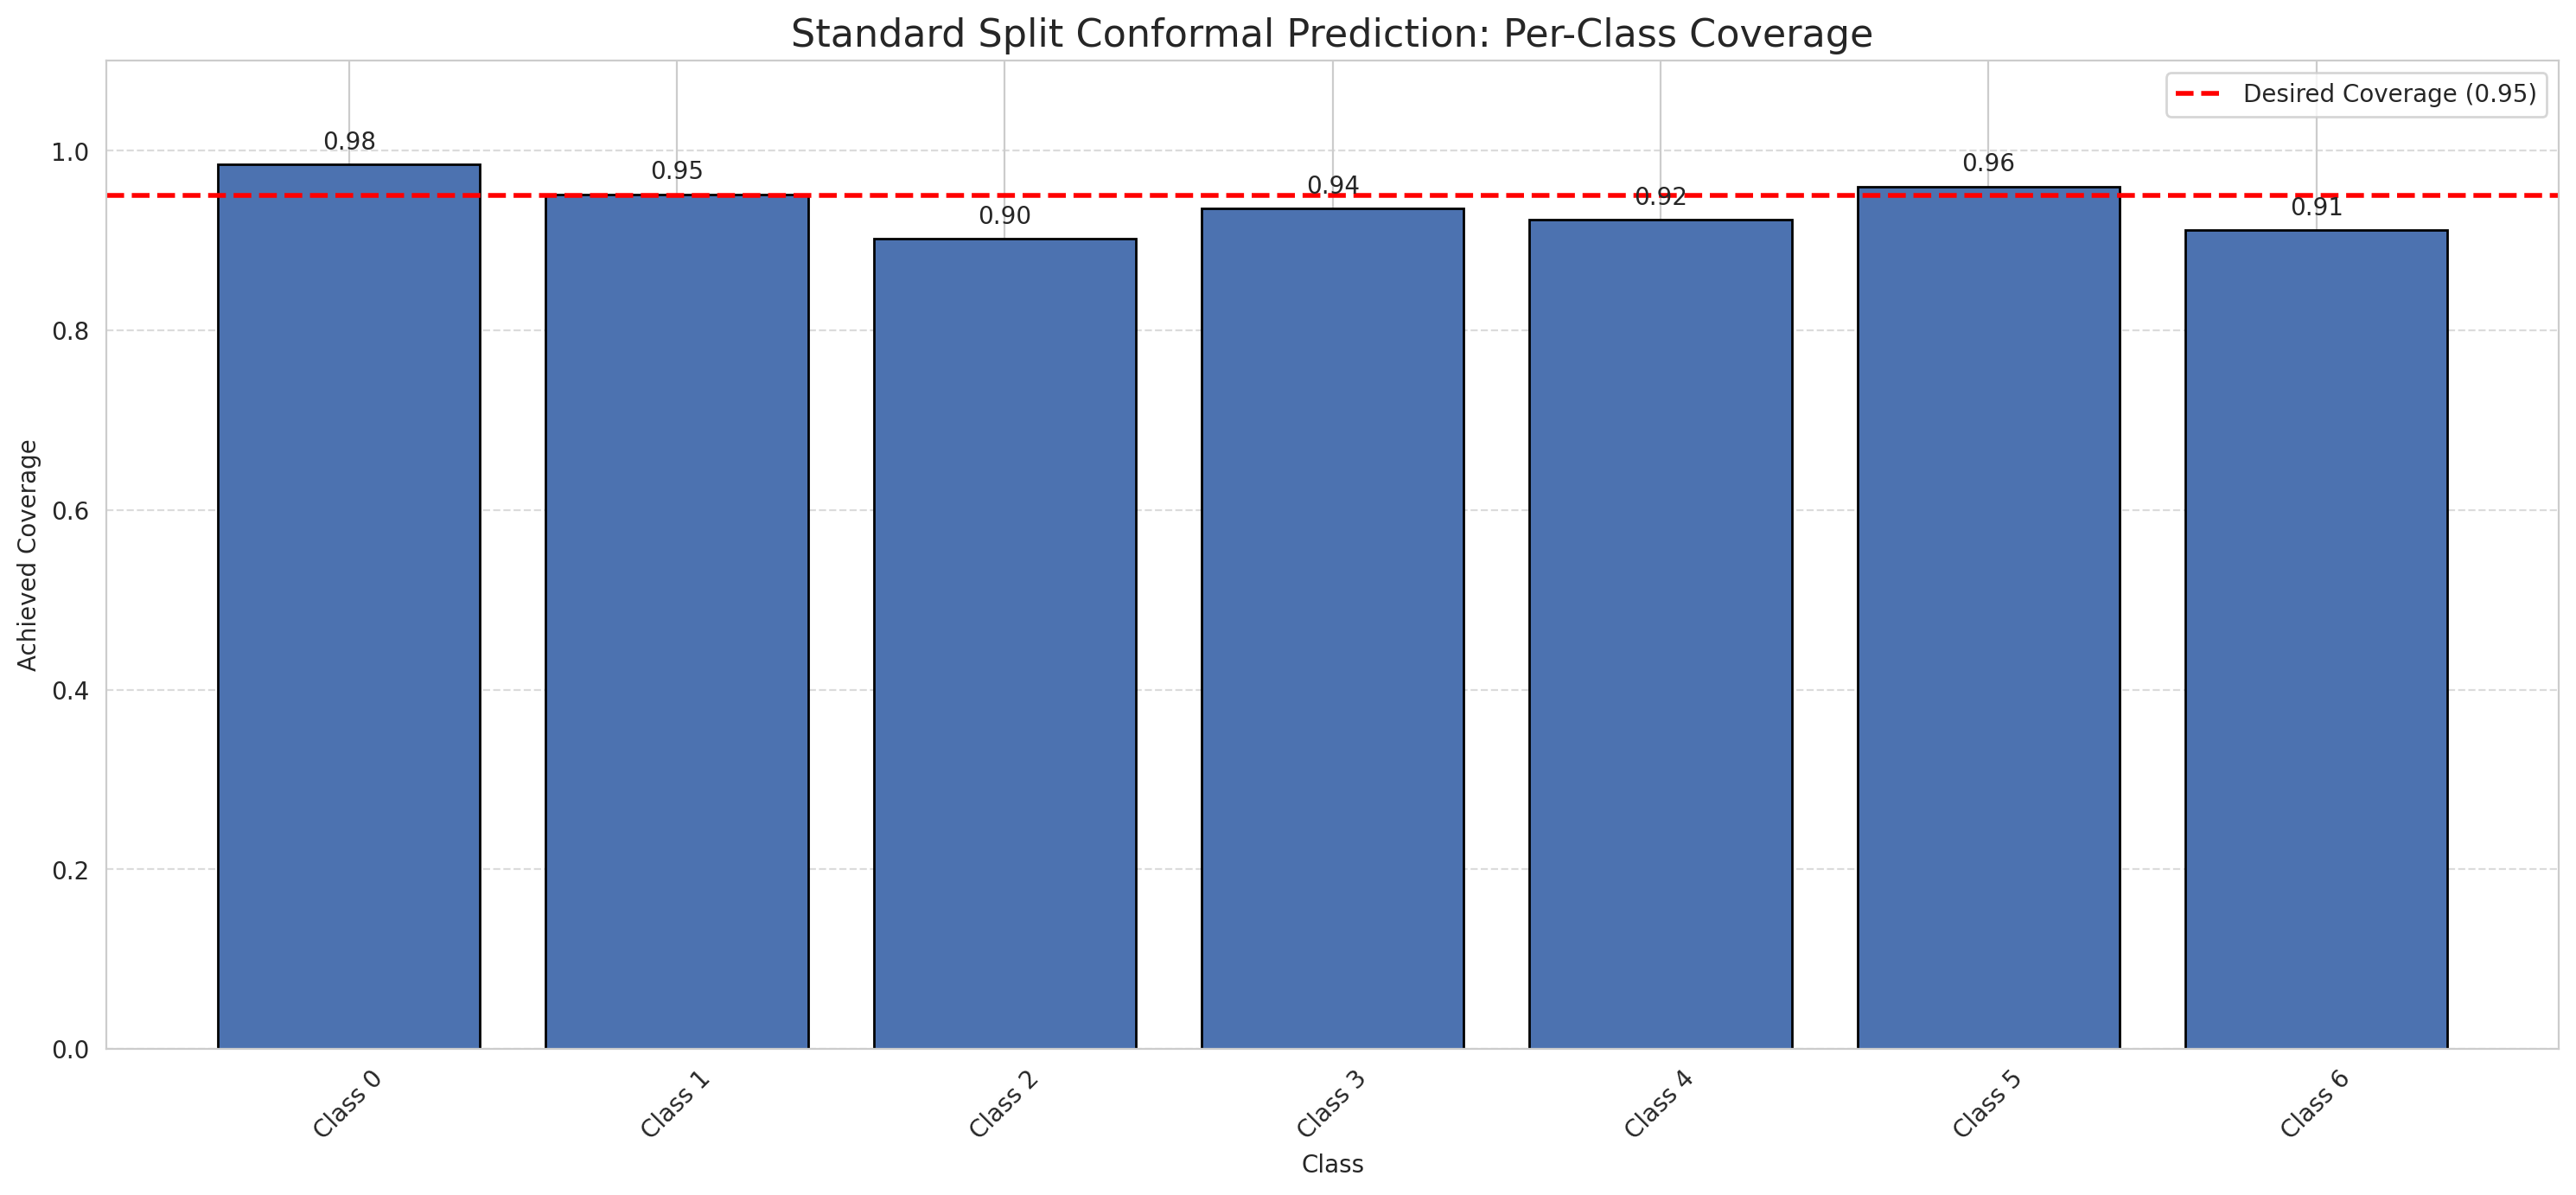 Standard Split Conformal Prediction: Per-Class Coverage
Desired Coverage (0.95)
Achieved Coverage
1.0
0.8
0.6
0.4
0.2
0.0
0.98
0.95
0.90
0.94
0.92
0.96
0.91
Class 0
Class 1
Class 2
Class 3
Class 4
Class 5
Class 6
Class